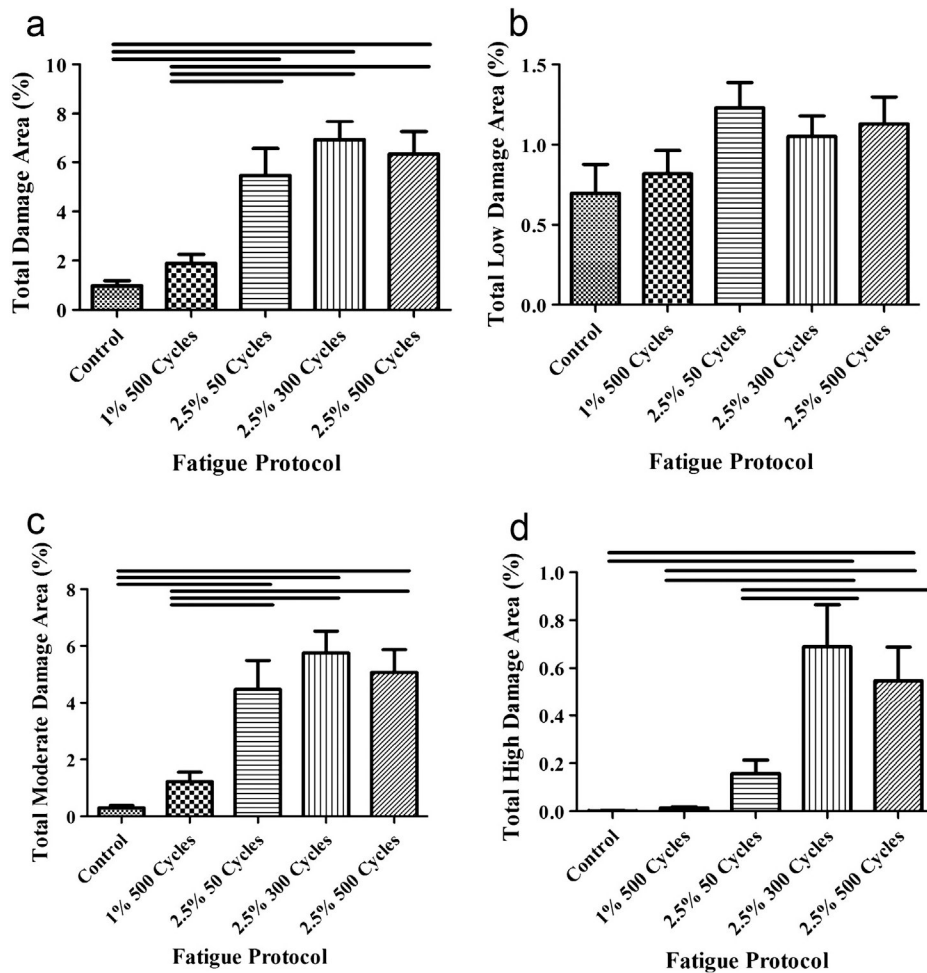 a
Total Damage Area (%)
10
8
6
4
2
0
Control
1% 500 Cycles
2.5% 50 Cycles
2.5% 300 Cycles
2.5% 500 Cycles
Fatigue Protocol
b
Total Low Damage Area (%)
1.5
1.0
0.5
0.0
Control
1% 500 Cycles
2.5% 50 Cycles
2.5% 300 Cycles
2.5% 500 Cycles
Fatigue Protocol
c
Total Moderate Damage Area (%)
8
6
4
2
0
Control
1% 500 Cycles
2.5% 50 Cycles
2.5% 300 Cycles
2.5% 500 Cycles
Fatigue Protocol
d
Total High Damage Area (%)
1.0
0.8
0.6
0.4
0.2
0.0
Control
1% 500 Cycles
2.5% 50 Cycles
2.5% 300 Cycles
2.5% 500 Cycles
Fatigue Protocol